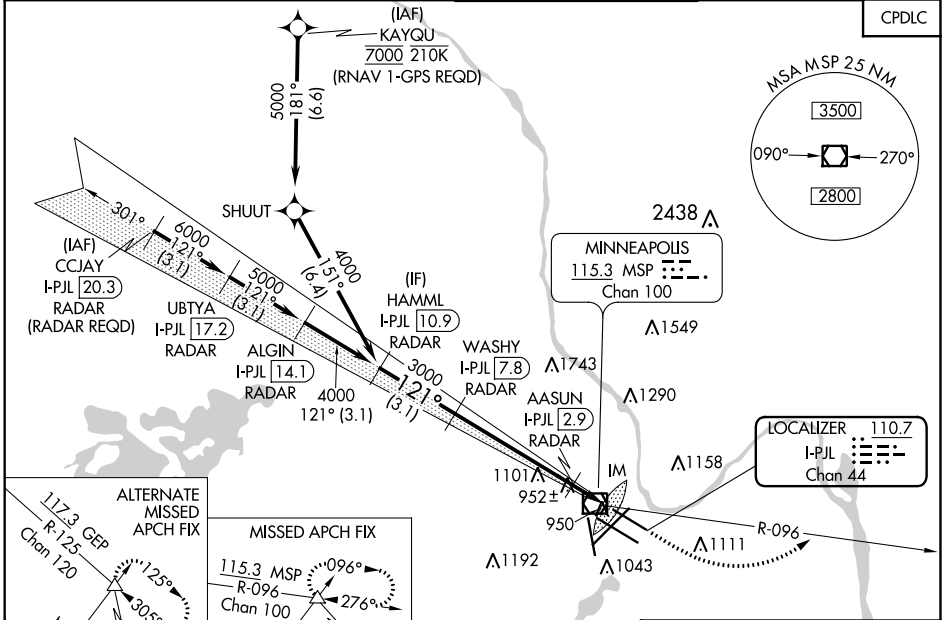 CPDLC
(IAF)
KAYQU
7000 210K
(RNAV 1-GPS REQD)
5000
181°
(6.6)
MSA MSP 25 NM
3500
090°
270°
2800
SHUUT
4000
151°
(6.4)
2438
MINNEAPOLIS
115.3 MSP
Chan 100
301°
6000
121°
(3.1)
(IAF)
CCJAY
I-PJL 20.3
RADAR
(RADAR REQD)
5000
121°
(3.1)
UBTYA
I-PJL 17.2
RADAR
ALGIN
I-PJL 14.1
RADAR
4000
121° (3.1)
(IF)
HAMML
I-PJL 10.9
RADAR
3000
121°
(3.1)
WASHY
I-PJL 7.8
RADAR
AASUN
I-PJL 2.9
RADAR
1549
1743
1290
1158
1101
952±
950
IM
LOCALIZER 110.7
I-PJL
Chan 44
R-096
1111
1192
1043
ALTERNATE
MISSED
APCH FIX
117.3 GEP
R-125
Chan 120
125°
305°
MISSED APCH FIX
115.3 MSP
R-096
Chan 100
096°
276°